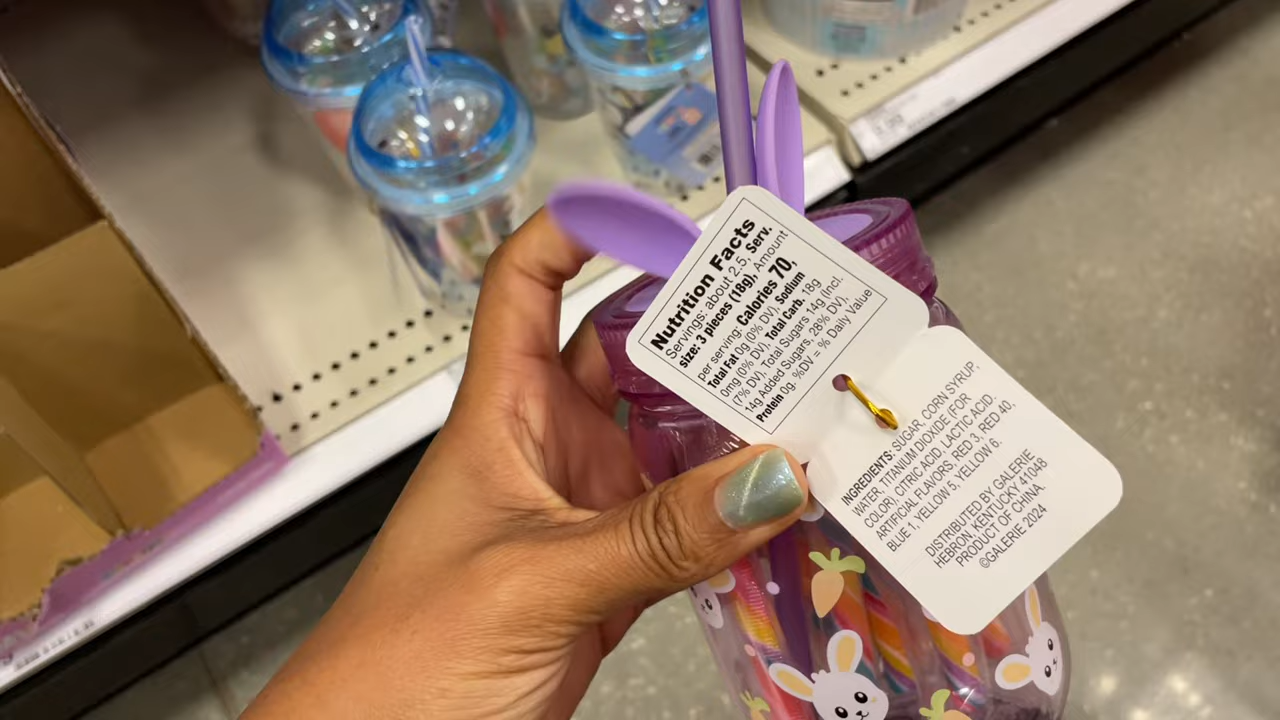 Nutrition Facts
Servings: about 2.5, Serv.
size: 3 pieces (18g), Amount
per serving: Calories 70,
Total Fat 0g (0% DV), Sodium
0mg (0% DV), Total Carb. 18g
(7% DV), Total Sugars 14g (Incl.
14g Added Sugars, 28% DV),
Protein 0g. %DV = % Daily Value
INGREDIENTS: SUGAR, CORN SYRUP,
WATER, TITANIUM DIOXIDE (FOR
COLOR), CITRIC ACID, LACTIC ACID,
ARTIFICIAL FLAVORS, RED 3, RED 40,
BLUE 1, YELLOW 5, YELLOW 6.
DISTRIBUTED BY GALERIE
HEBRON, KENTUCKY 41048
PRODUCT OF CHINA.
©GALERIE 2024